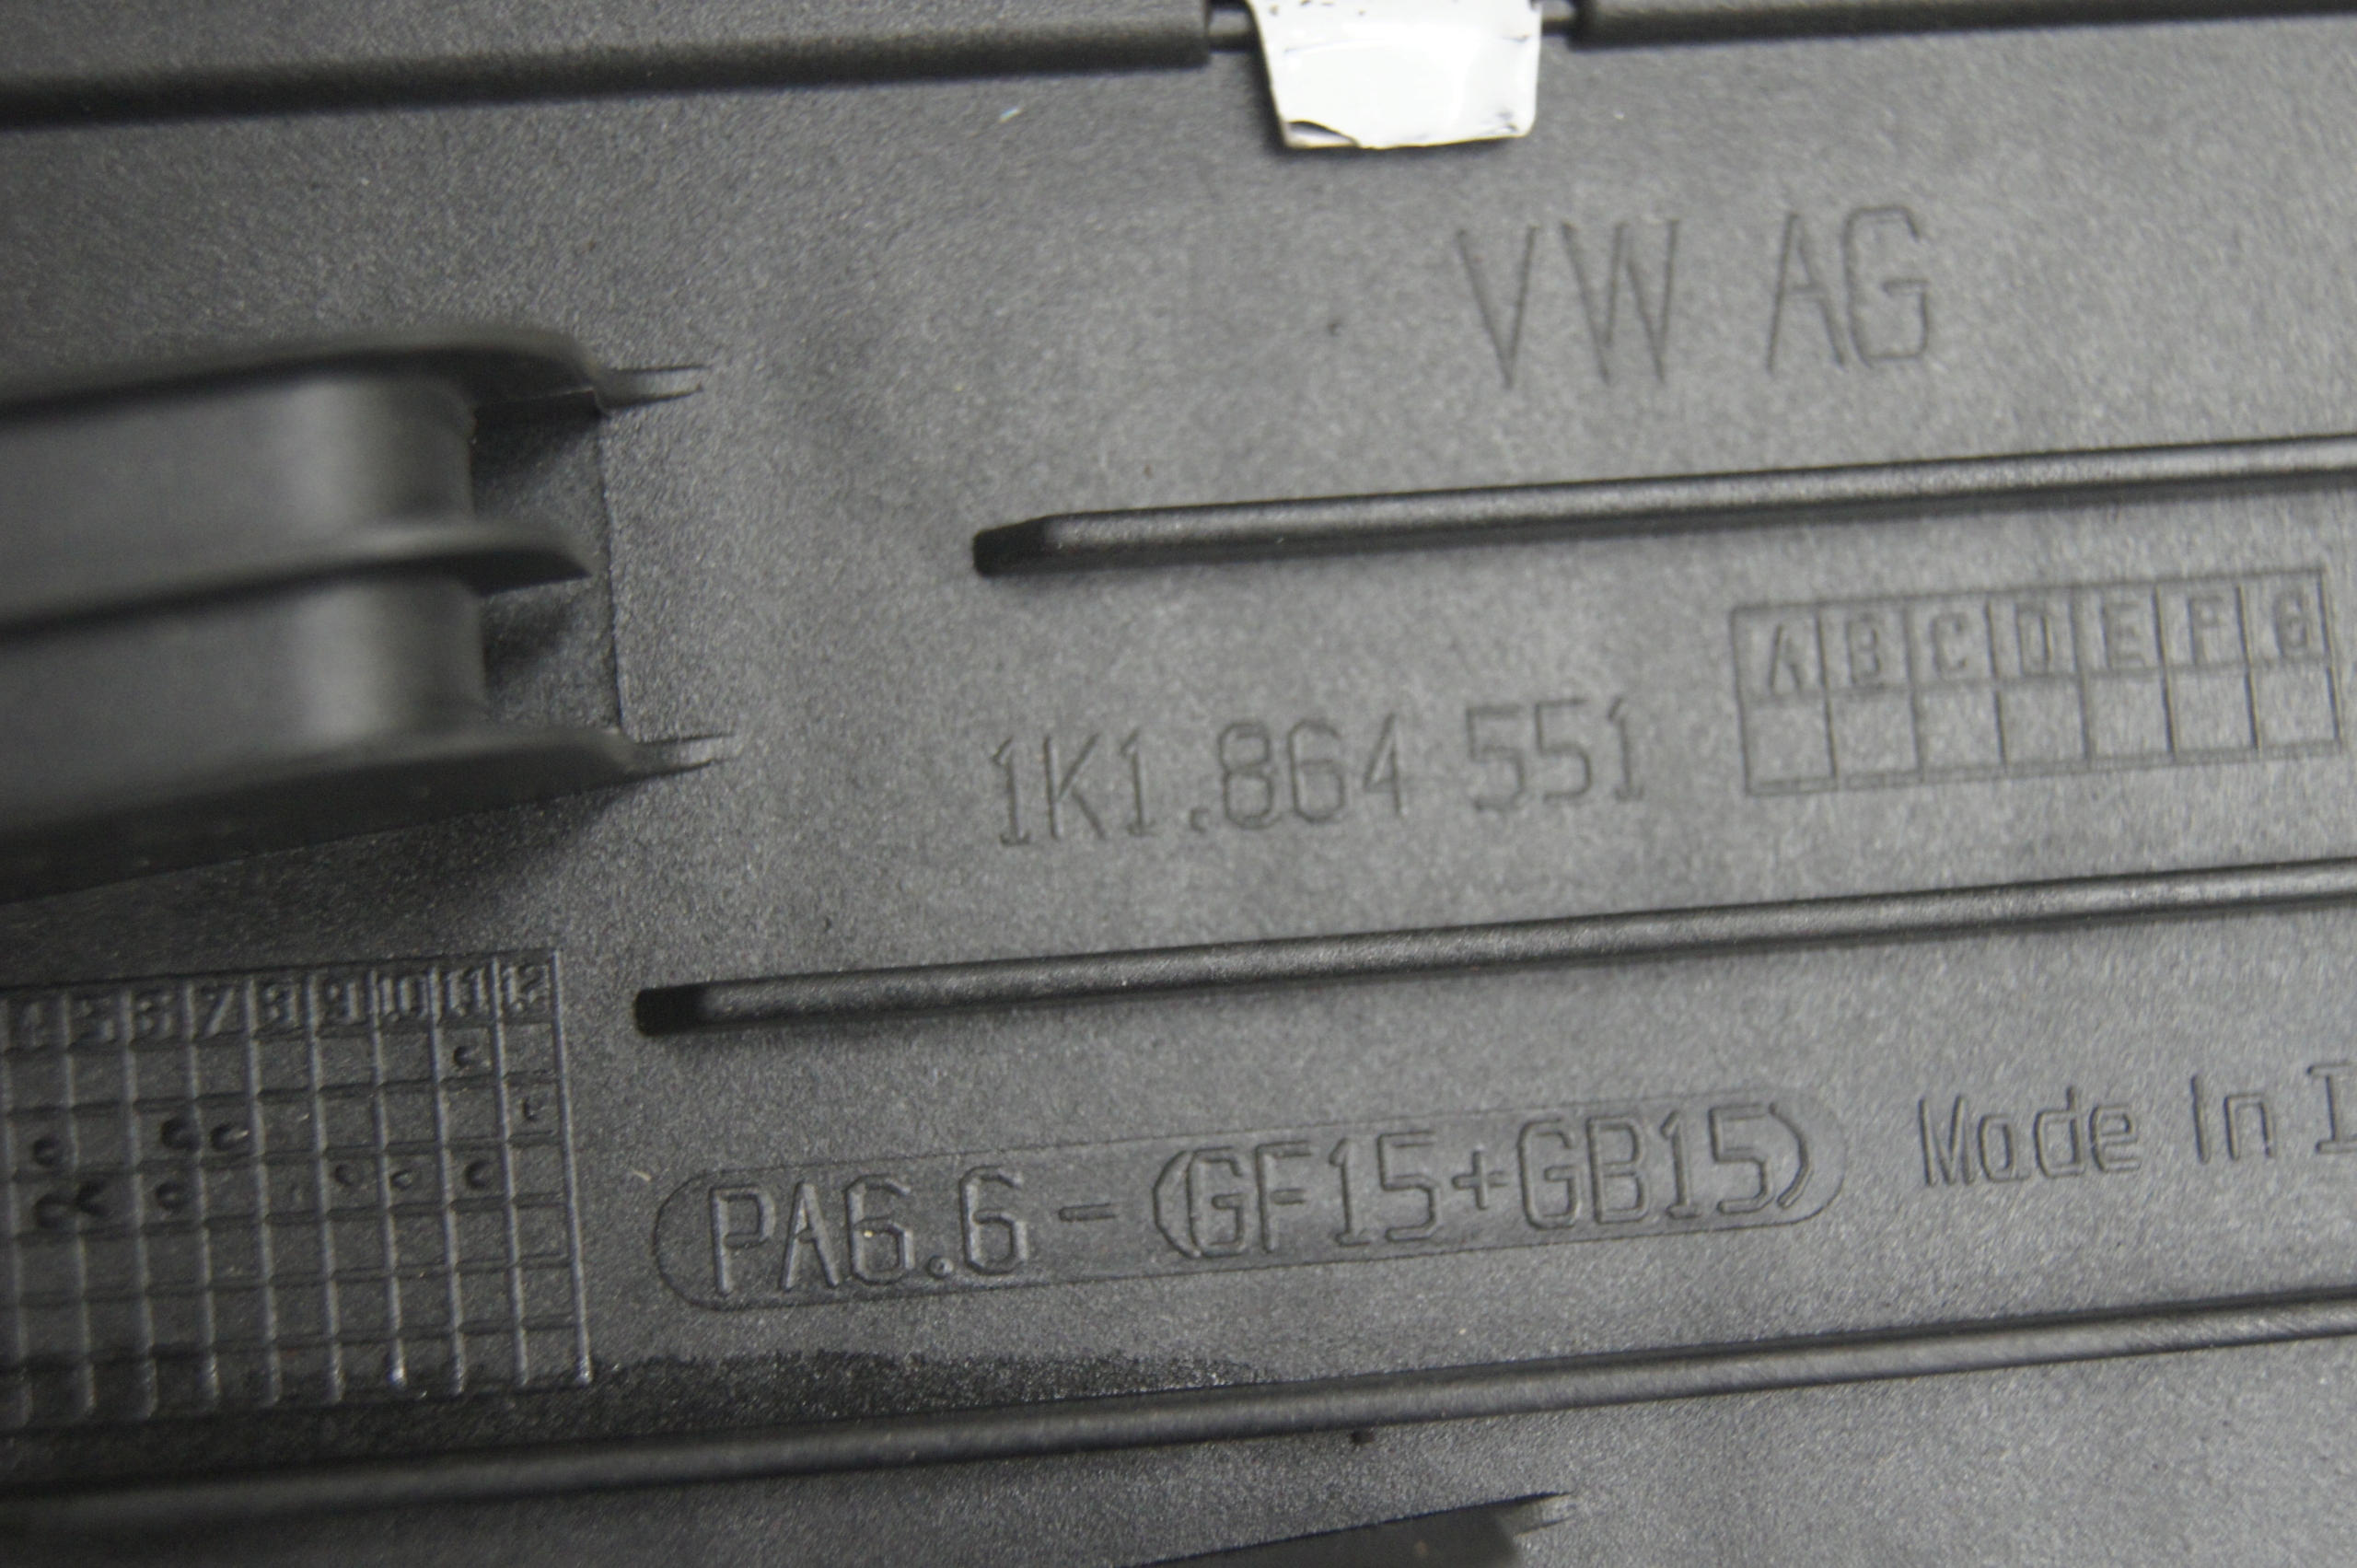 VW AG
A B C D E F G
1K1.864 551
4 5 6 7 8 9 10 11 12
PA6.6-(GF15+GB15)
Made In I